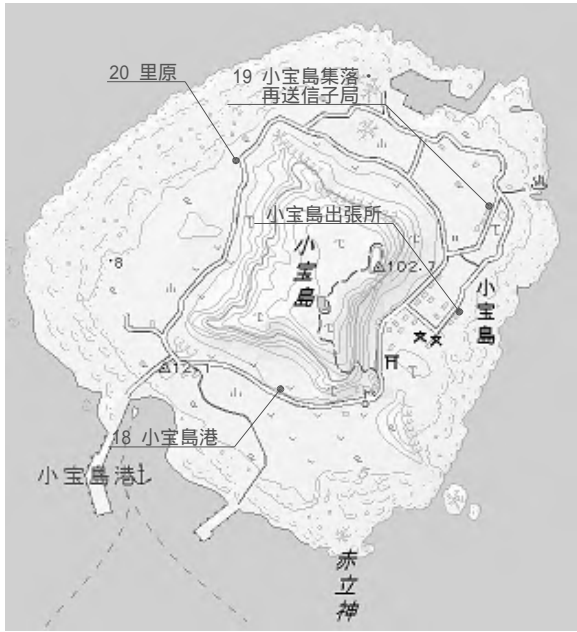 20 里原
19 小宝島集落・
再送信子局
小宝島出張所
小宝島
102.7
小宝島
8
12.1
18 小宝島港
小宝島港
赤立神